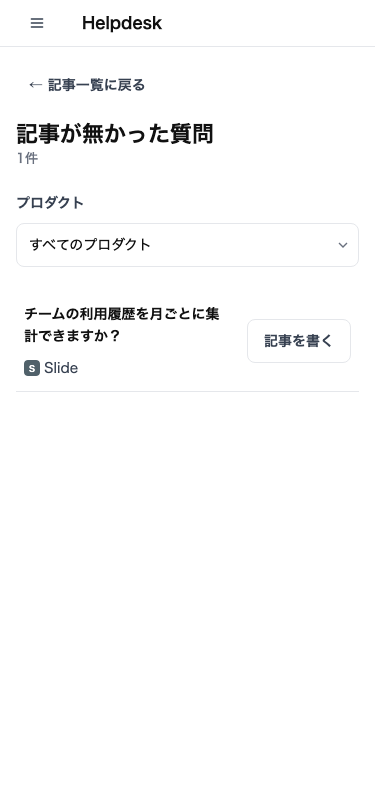 Helpdesk
← 記事一覧に戻る
記事が無かった質問
1件
プロダクト
すべてのプロダクト
チームの利用履歴を月ごとに集
計できますか？
記事を書く
S Slide